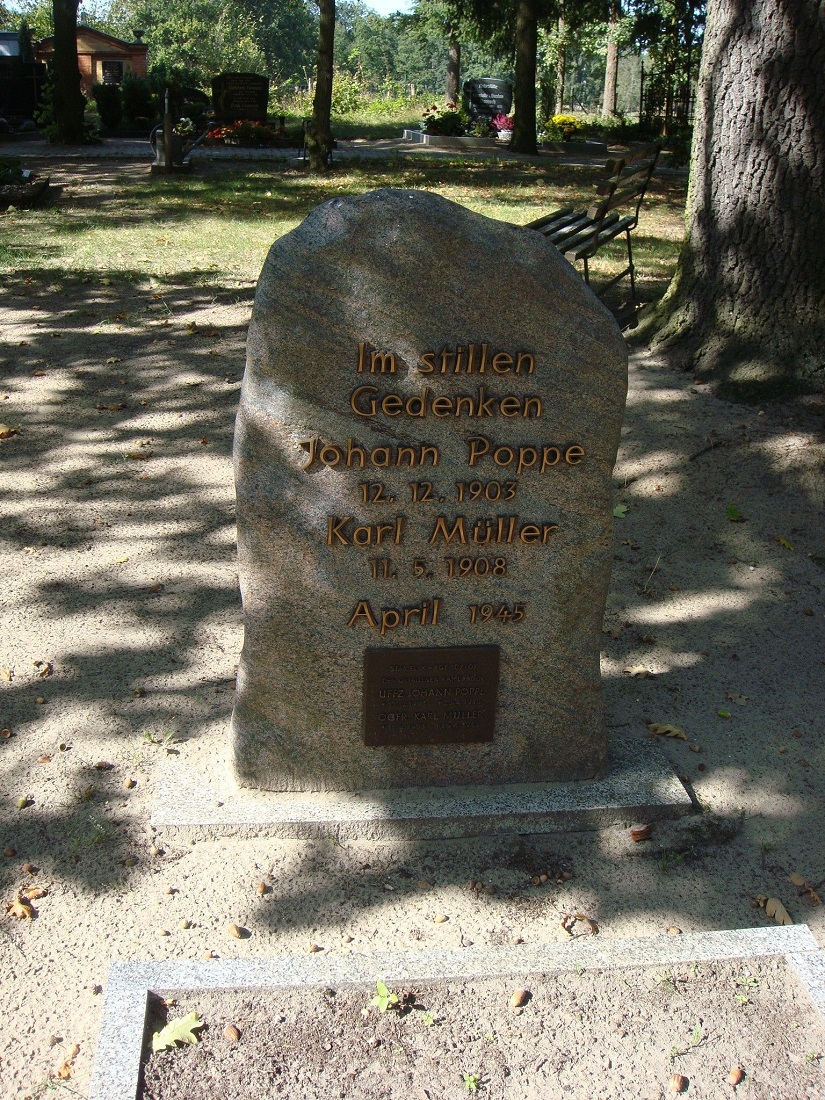 Im stillen
Gedenken
Johann Poppe
12. 12. 1903
Karl Müller
11. 5. 1908
April 1945
UFFZ. JOHANN POPPE
OGFR. KARL MÜLLER